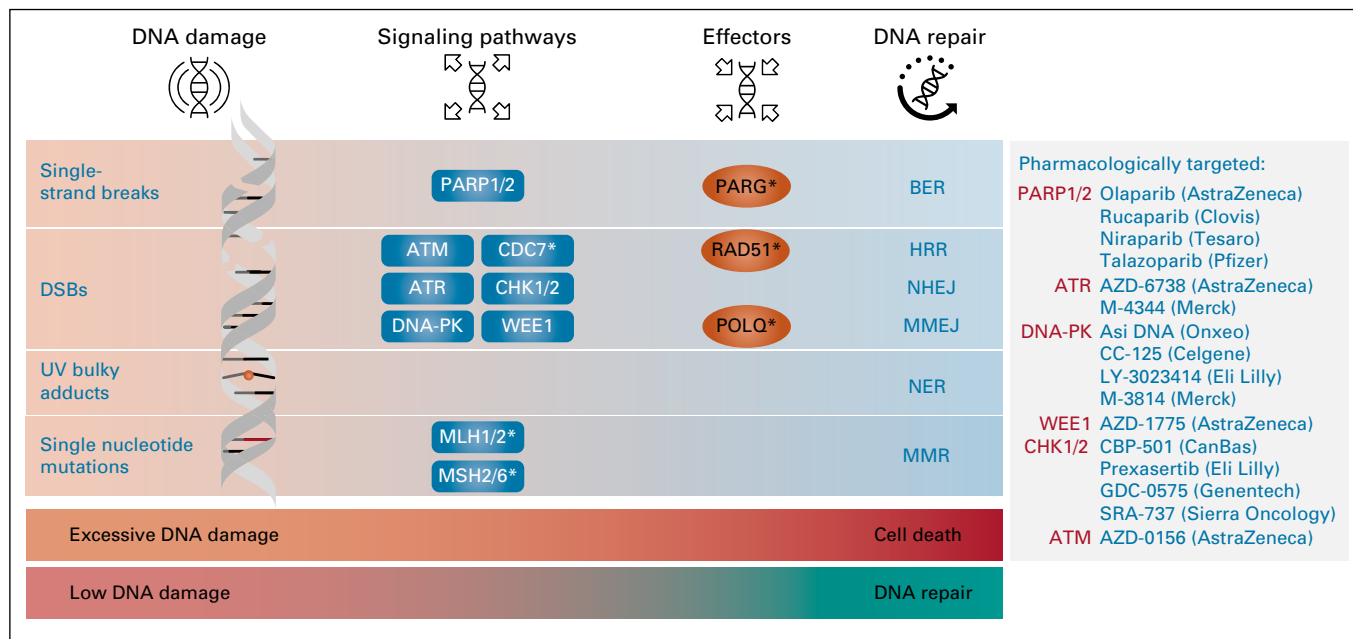 DNA damage
Signaling pathways
Effectors
DNA repair
Single-
strand breaks
PARP1/2
PARG*
BER
DSBs
ATM
CDC7*
RAD51*
HRR
ATR
CHK1/2
NHEJ
DNA-PK
WEE1
POLQ*
MMEJ
UV bulky
adducts
NER
Single nucleotide
mutations
MLH1/2*
MSH2/6*
MMR
Excessive DNA damage
Cell death
Low DNA damage
DNA repair
Pharmacologically targeted:
PARP1/2 Olaparib (AstraZeneca)
Rucaparib (Clovis)
Niraparib (Tesaro)
Talazoparib (Pfizer)
ATR AZD-6738 (AstraZeneca)
M-4344 (Merck)
DNA-PK Asi DNA (Onxeo)
CC-125 (Celgene)
LY-3023414 (Eli Lilly)
M-3814 (Merck)
WEE1 AZD-1775 (AstraZeneca)
CHK1/2 CBP-501 (CanBas)
Prexasertib (Eli Lilly)
GDC-0575 (Genentech)
SRA-737 (Sierra Oncology)
ATM AZD-0156 (AstraZeneca)